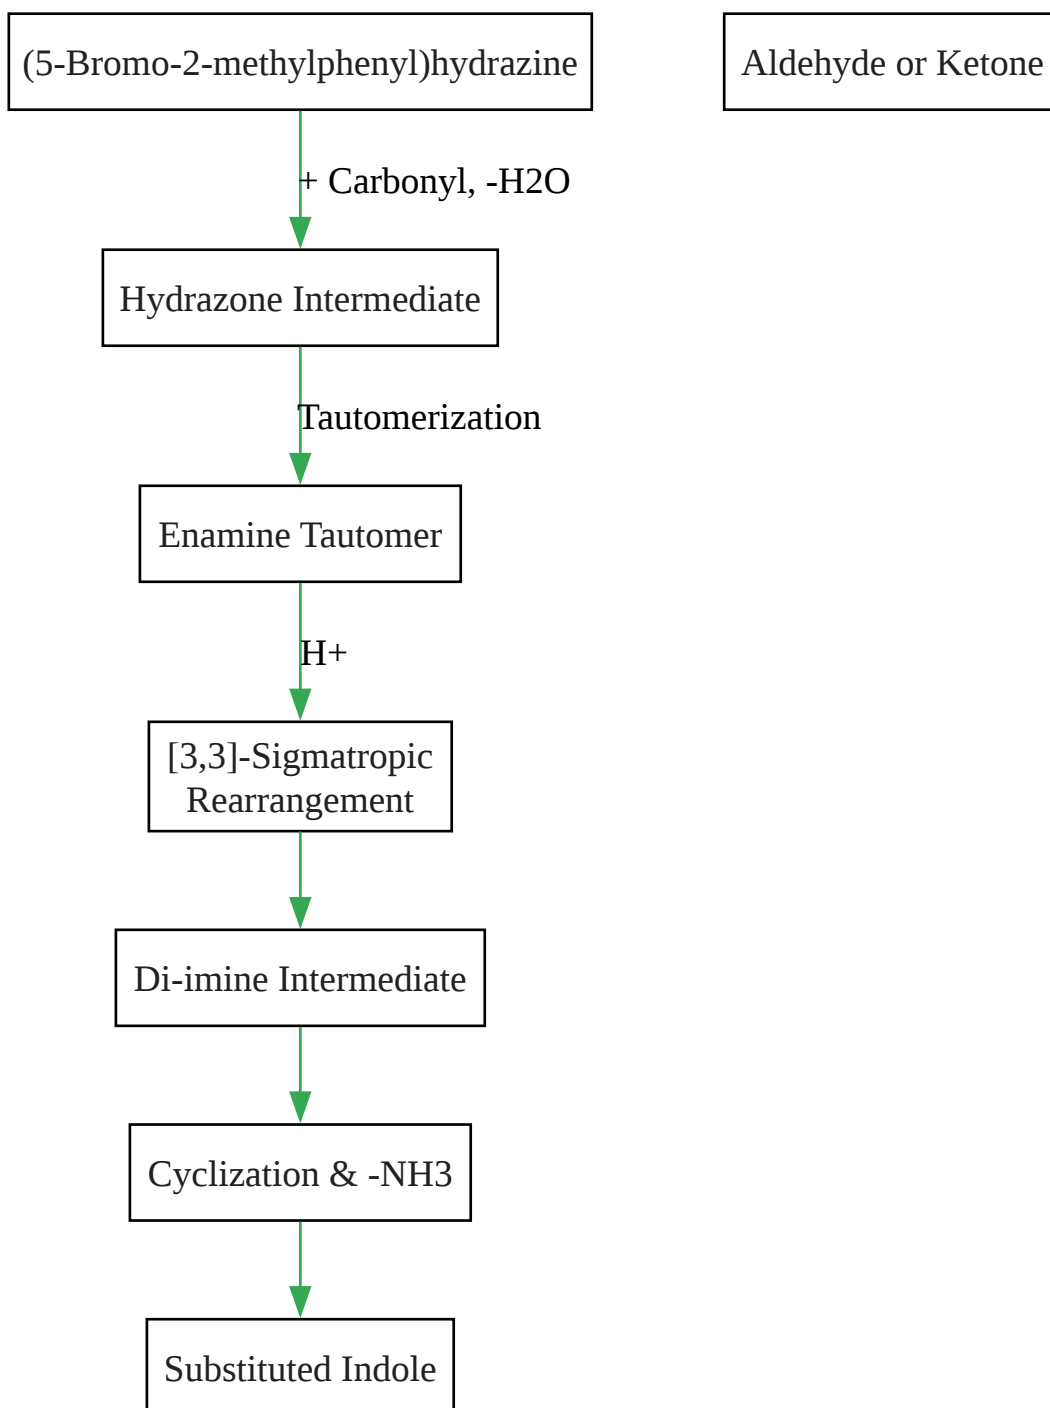 (5-Bromo-2-methylphenyl)hydrazine
Aldehyde or Ketone
+ Carbonyl, -H2O
Hydrazone Intermediate
Tautomerization
Enamine Tautomer
H+
[3,3]-Sigmatropic
Rearrangement
Di-imine Intermediate
Cyclization & -NH3
Substituted Indole